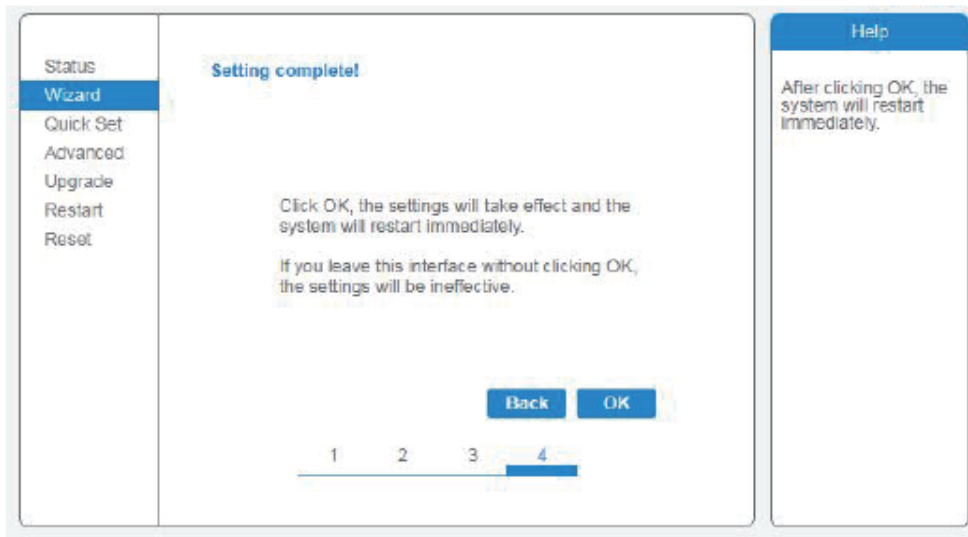 Status
Wizard
Quick Set
Advanced
Upgrade
Restart
Reset
Setting complete!
Click OK, the settings will take effect and the
system will restart immediately.
If you leave this interface without clicking OK,
the settings will be ineffective.
Back
OK
1
2
3
4
Help
After clicking OK, the
system will restart
immediately.